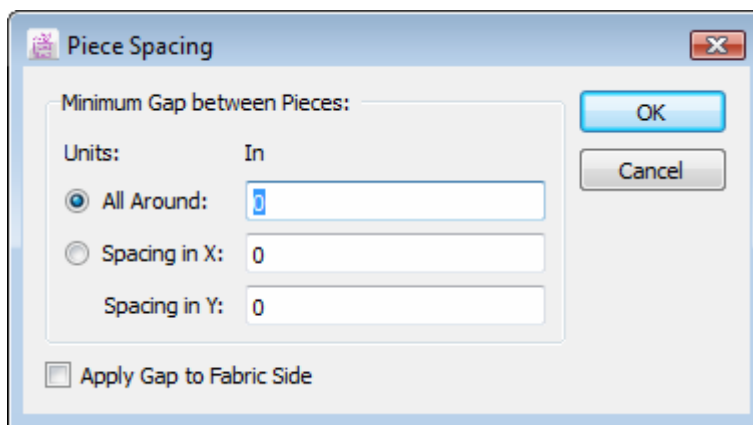 Piece Spacing
Minimum Gap between Pieces:
OK
Units: In
Cancel
All Around: 0
Spacing in X: 0
Spacing in Y: 0
Apply Gap to Fabric Side